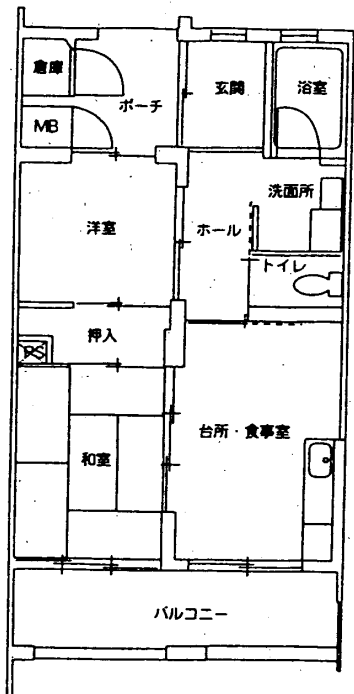 倉庫
ポーチ
玄関
浴室
MB
洋室
ホール
洗面所
トイレ
押入
PS
和室
台所・食事室
バルコニー